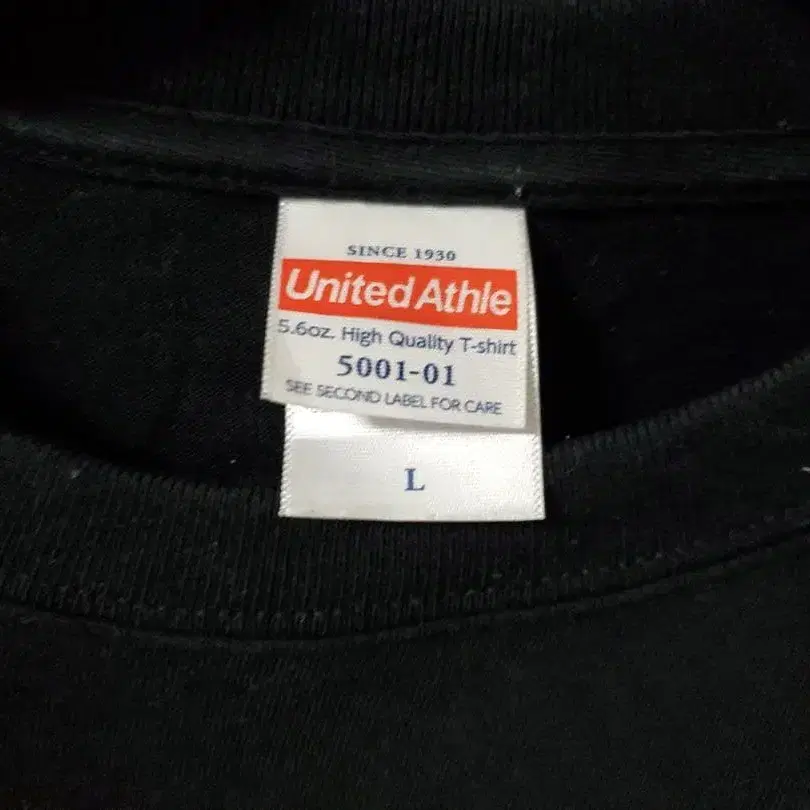 SINCE 1930
United Athle
5.6oz. High Quality T-shirt
5001-01
SEE SECOND LABEL FOR CARE
L